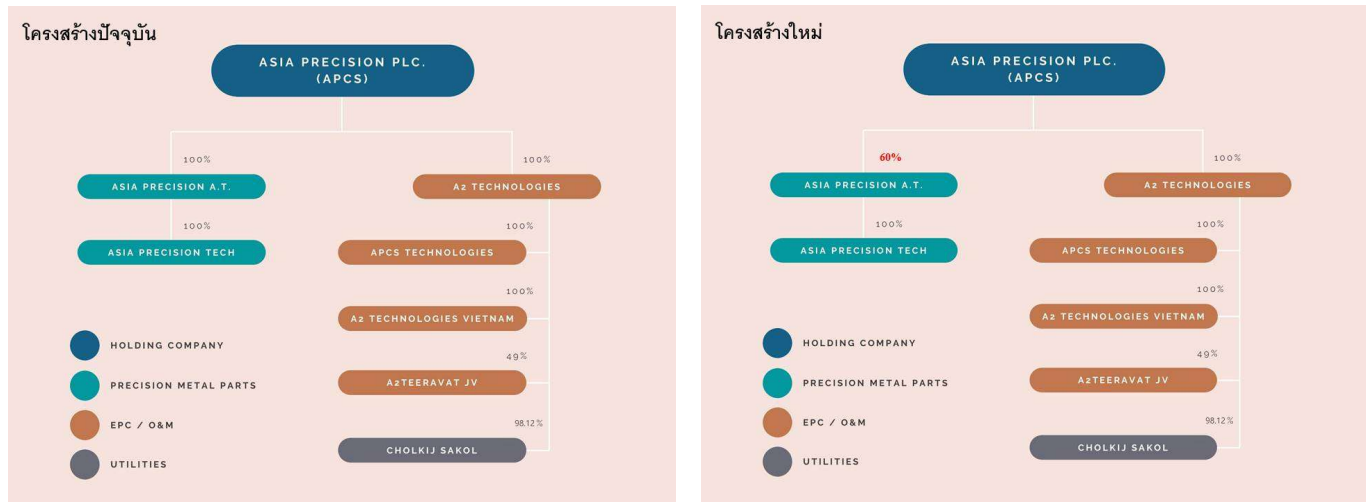 โครงสร้างปัจจุบัน
ASIA PRECISION PLC.
(APCS)
100%
100%
ASIA PRECISION A.T.
A2 TECHNOLOGIES
100%
100%
ASIA PRECISION TECH
APCS TECHNOLOGIES
100%
A2 TECHNOLOGIES VIETNAM
HOLDING COMPANY
49%
PRECISION METAL PARTS
A2TEERAVAT JV
EPC / O&M
98.12%
CHOLKIJ SAKOL
UTILITIES
โครงสร้างใหม่
ASIA PRECISION PLC.
(APCS)
60%
100%
ASIA PRECISION A.T.
A2 TECHNOLOGIES
100%
100%
ASIA PRECISION TECH
APCS TECHNOLOGIES
100%
A2 TECHNOLOGIES VIETNAM
HOLDING COMPANY
49%
PRECISION METAL PARTS
A2TEERAVAT JV
EPC / O&M
98.12%
CHOLKIJ SAKOL
UTILITIES